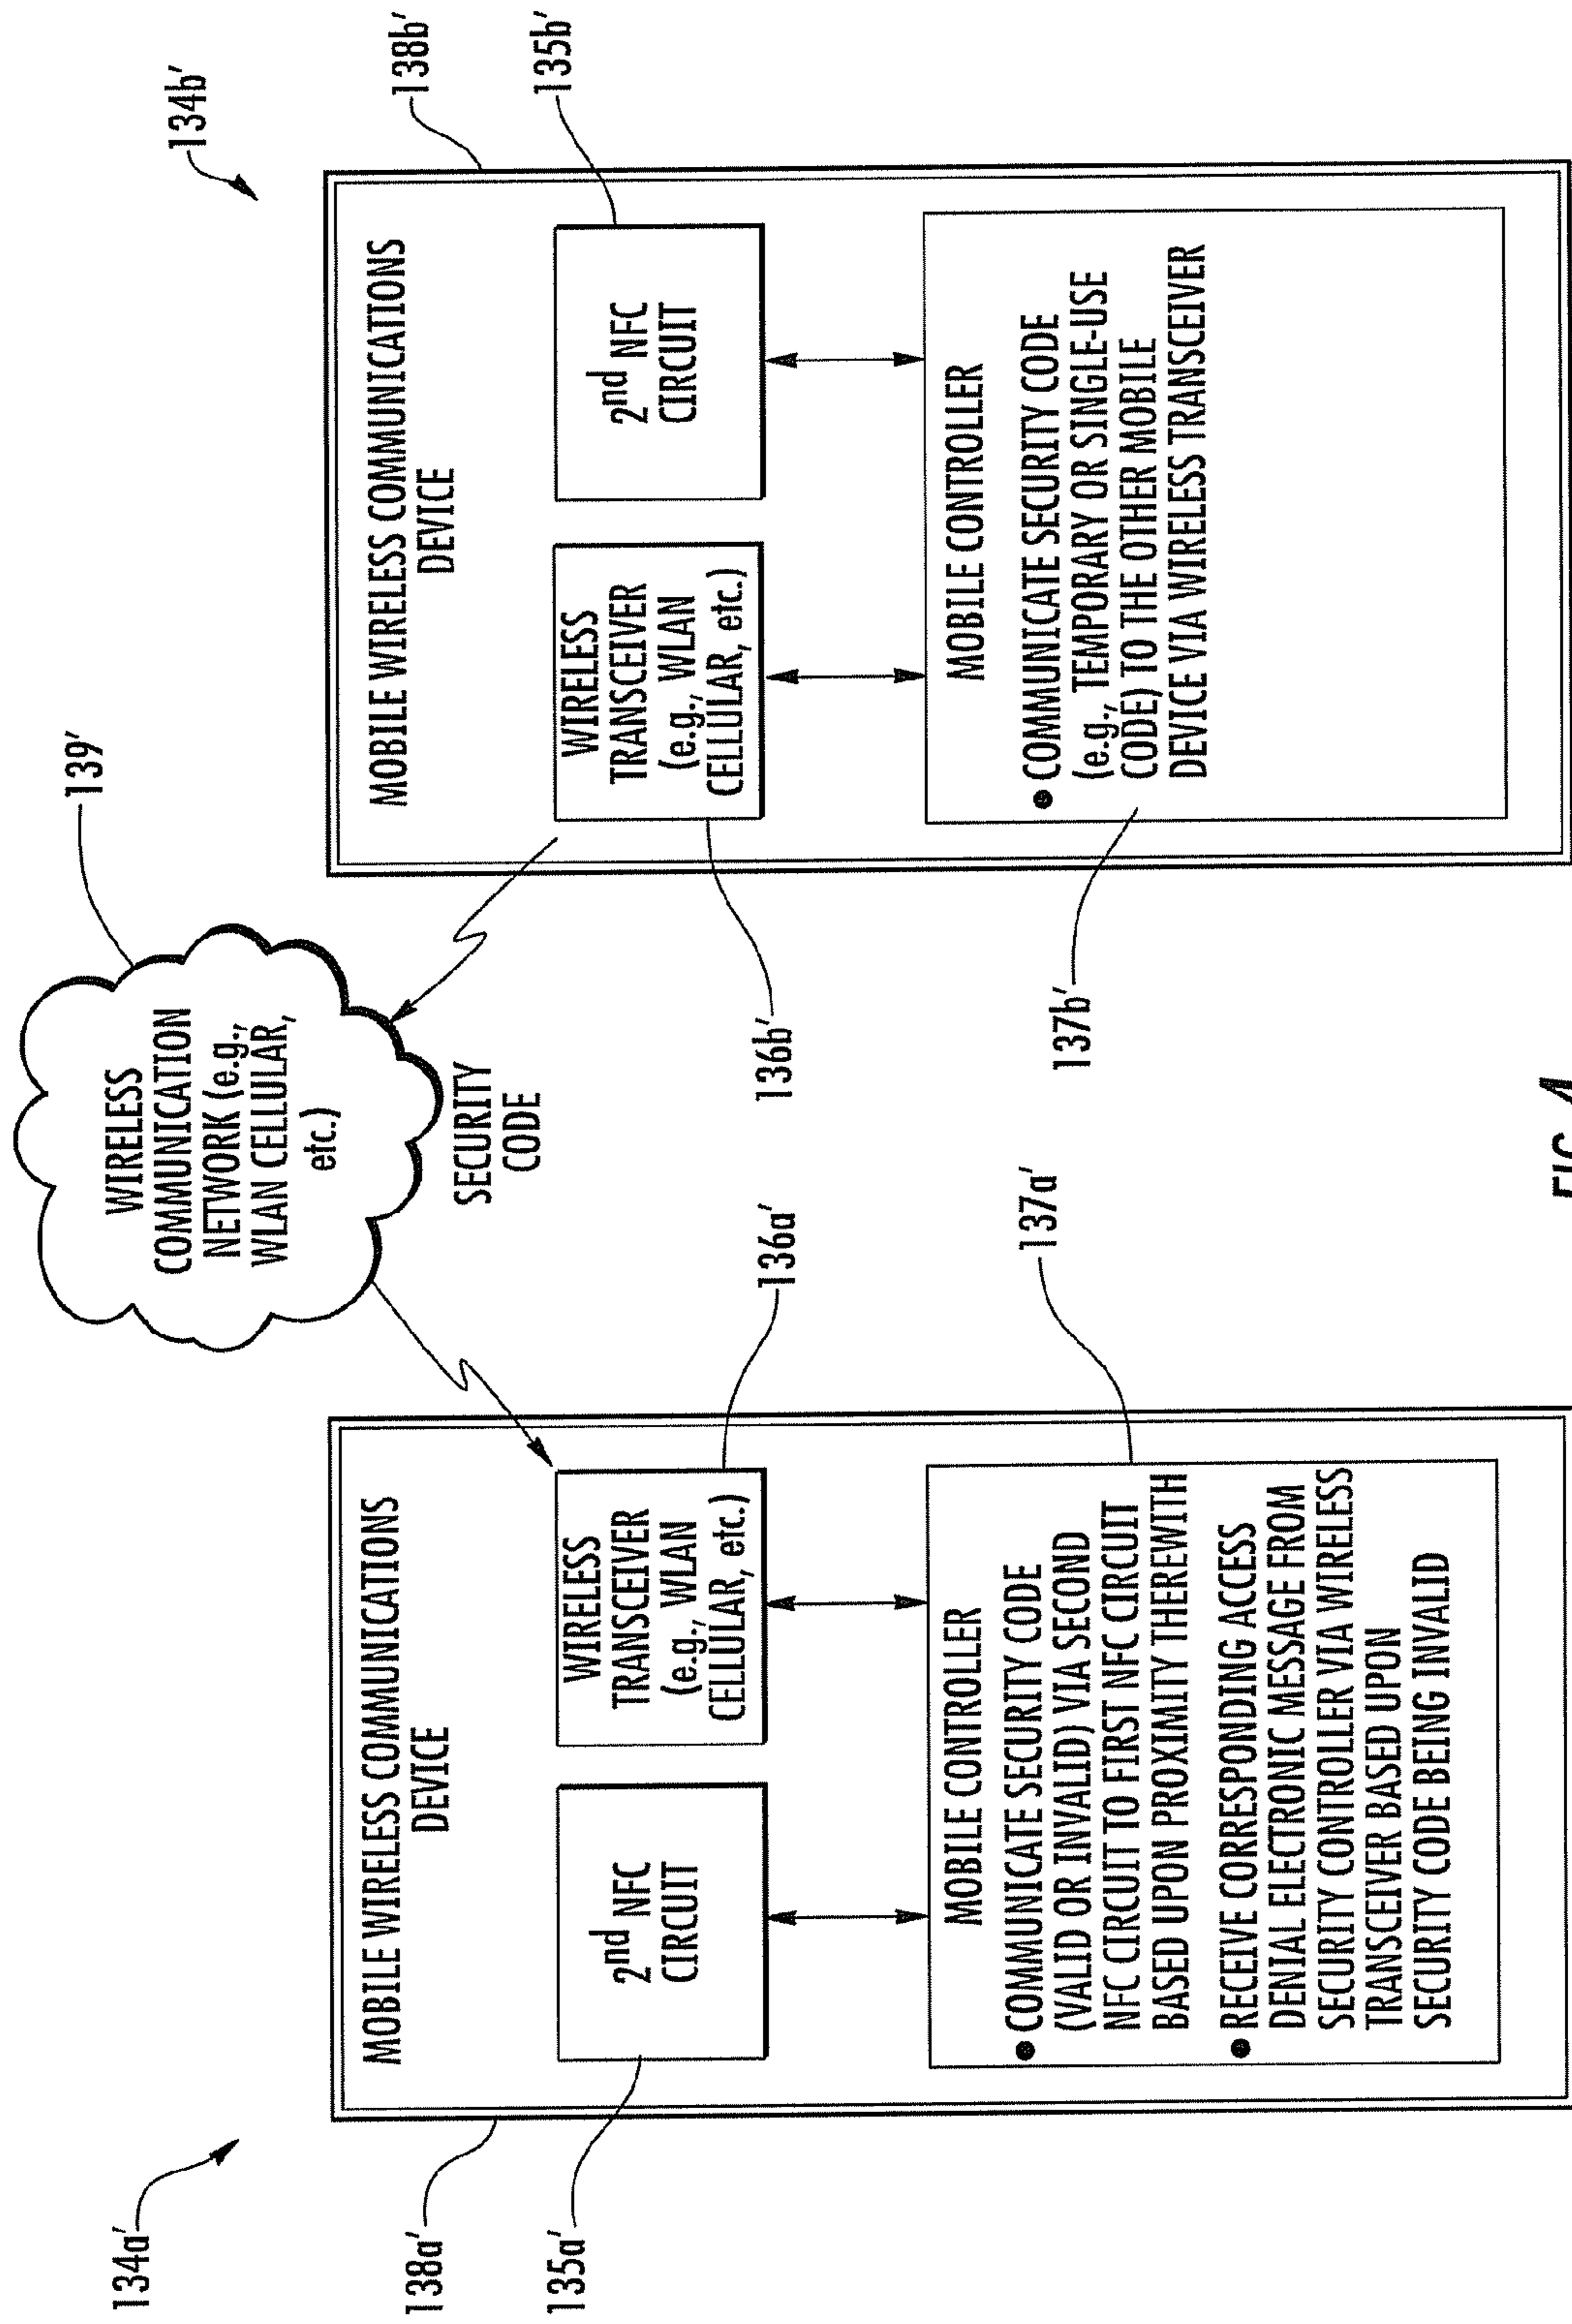 134a′
138a′
135a′
MOBILE WIRELESS COMMUNICATIONS
DEVICE
2nd NFC
CIRCUIT
WIRELESS
TRANSCEIVER
(e.g., WLAN
CELLULAR, etc.)
MOBILE CONTROLLER
● COMMUNICATE SECURITY CODE
(VALID OR INVALID) VIA SECOND
NFC CIRCUIT TO FIRST NFC CIRCUIT
BASED UPON PROXIMITY THEREWITH
● RECEIVE CORRESPONDING ACCESS
DENIAL ELECTRONIC MESSAGE FROM
SECURITY CONTROLLER VIA WIRELESS
TRANSCEIVER BASED UPON
SECURITY CODE BEING INVALID
136a′
137a′
WIRELESS
COMMUNICATION
NETWORK (e.g.,
WLAN CELLULAR,
etc.)
139′
SECURITY
CODE
134b′
138b′
135b′
MOBILE WIRELESS COMMUNICATIONS
DEVICE
WIRELESS
TRANSCEIVER
(e.g., WLAN
CELLULAR, etc.)
2nd NFC
CIRCUIT
MOBILE CONTROLLER
● COMMUNICATE SECURITY CODE
(e.g., TEMPORARY OR SINGLE-USE
CODE) TO THE OTHER MOBILE
DEVICE VIA WIRELESS TRANSCEIVER
136b′
137b′